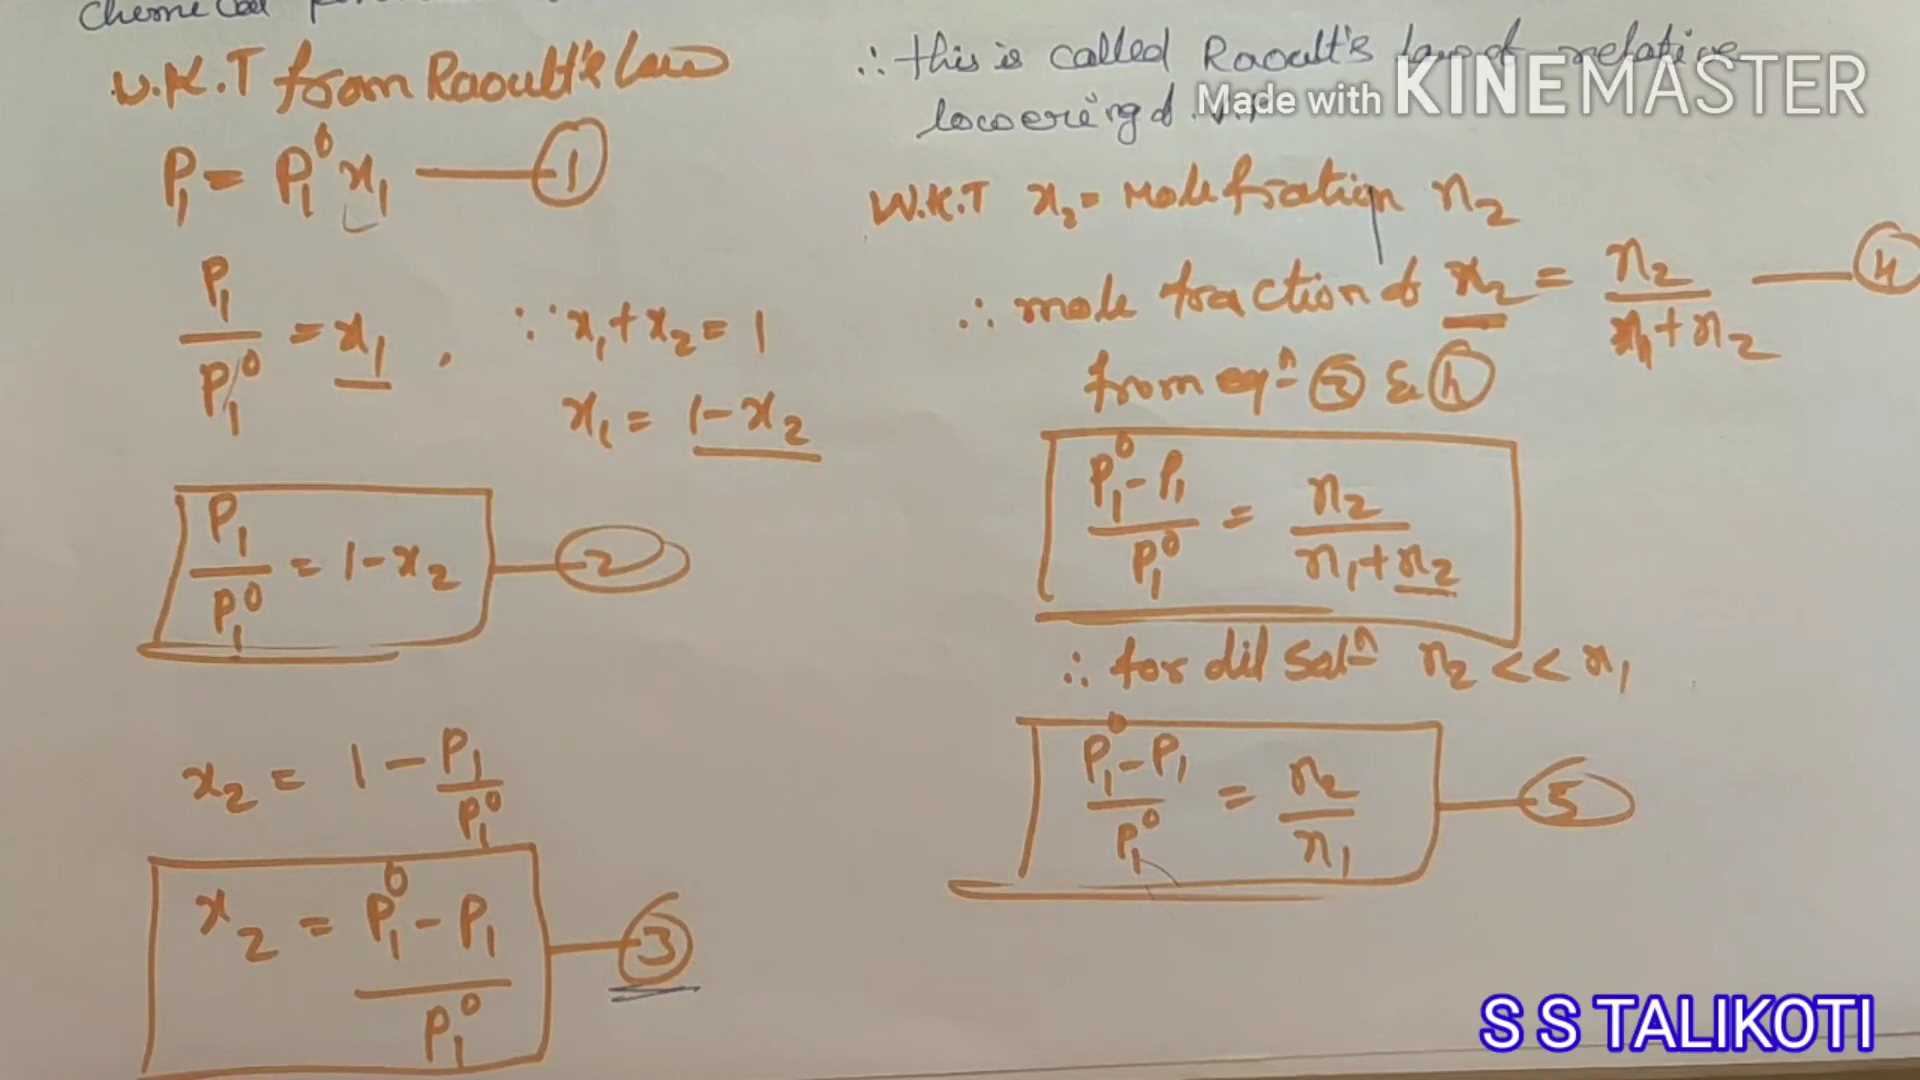 W.K.T from Raoult's law
P₁ = P₁⁰ x₁ —— ①
P₁/P₁⁰ = x₁ , ∵ x₁ + x₂ = 1
x₁ = 1 - x₂
P₁/P₁⁰ = 1 - x₂ —— ②
x₂ = 1 - P₁/P₁⁰
x₂ = P₁⁰ - P₁ / P₁⁰ —— ③
∴ this is called Raoult's law of relative
lowering of V.P
Made with KINEMASTER
W.K.T x₂ = Mole fration n₂
∴ mole fraction of x₂ = n₂/n₁ + n₂ —— ④
from eqⁿ ③ & ④
P₁⁰ - P₁ / P₁⁰ = n₂/n₁ + n₂
∴ for dil solⁿ n₂ << n₁
P₁⁰ - P₁ / P₁⁰ = n₂/n₁ —— ⑤
S S TALIKOTI